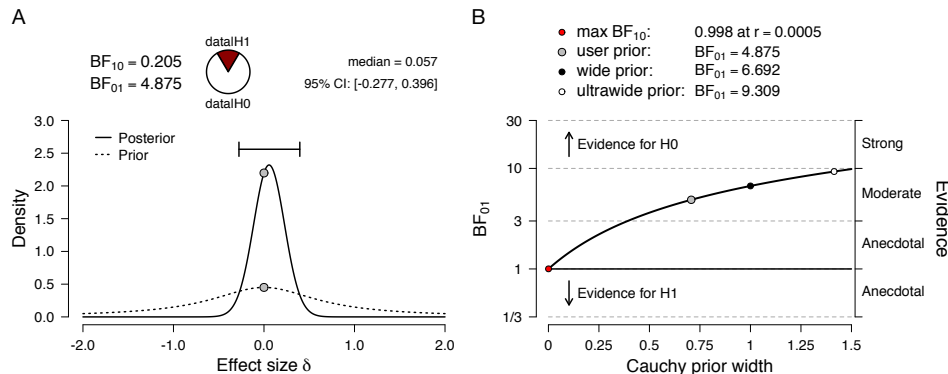 A
data|H1
BF10 = 0.205
BF01 = 4.875
data|H0
median = 0.057
95% CI: [-0.277, 0.396]
Posterior
Prior
Density
3.0
2.5
2.0
1.5
1.0
0.5
0.0
-2.0 -1.0 0.0 1.0 2.0
Effect size δ
B
max BF10: 0.998 at r = 0.0005
user prior: BF01 = 4.875
wide prior: BF01 = 6.692
ultrawide prior: BF01 = 9.309
BF01
30
10
3
1
1/3
Evidence for H0
Evidence for H1
Strong
Moderate
Anecdotal
Anecdotal
Evidence
0 0.25 0.5 0.75 1 1.25 1.5
Cauchy prior width